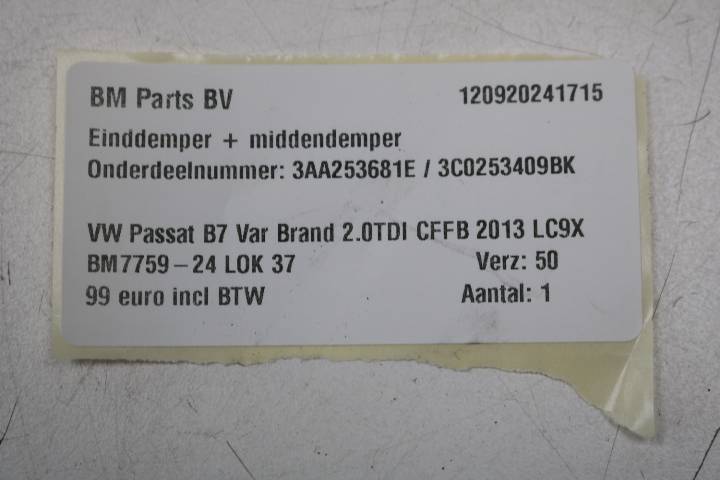 BM Parts BV 120920241715
Einddemper + middendemper
Onderdeelnummer: 3AA253681E / 3C0253409BK
VW Passat B7 Var Brand 2.0TDI CFFB 2013 LC9X
BM7759-24 LOK 37 Verz: 50
99 euro incl BTW Aantal: 1